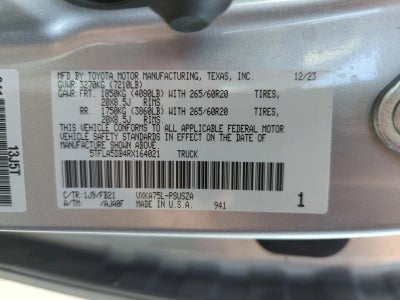 MFD.BY:TOYOTA MOTOR MANUFACTURING, TEXAS, INC. 12/23
GVWR: 3270KG (7210LB)
GAWR:FRT. 1850KG (4080LB) WITH 265/60R20 TIRES,
20X8.5J RIMS.
RR. 1750KG (3860LB) WITH 265/60R20 TIRES,
20X8.5J RIMS.
THIS VEHICLE CONFORMS TO ALL APPLICABLE FEDERAL MOTOR
VEHICLE SAFETY STANDARDS IN EFFECT ON THE DATE OF
MANUFACTURE SHOWN ABOVE.
5TFLA5DB4RX164021 TRUCK
C/TR: 1J9/FD21 VXKA75L-PSUSZA
A/TM: /AJA0F MADE IN U.S.A. 941 1